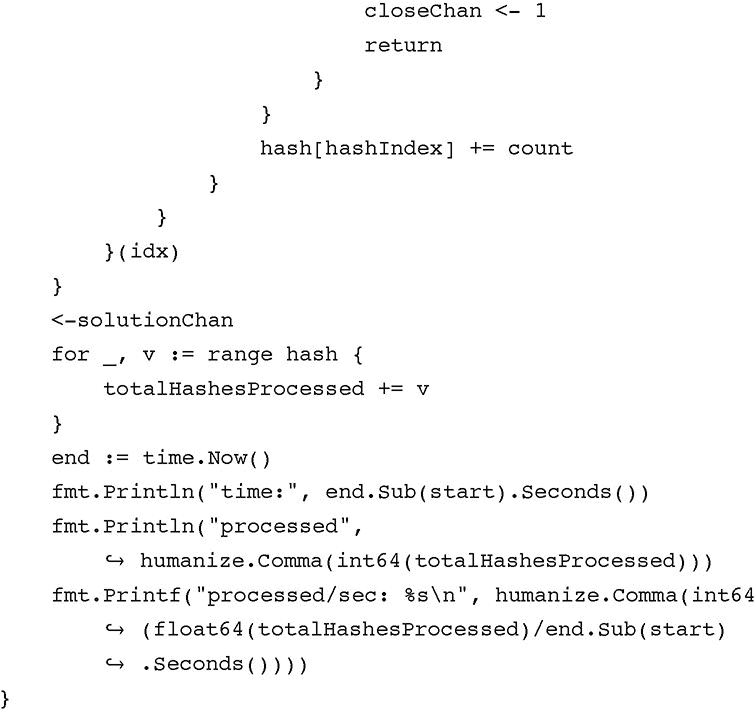 closeChan <- 1
                            return
                        }
                    }
                    hash[hashIndex] += count
                }
            }
        }(idx)
    }
    <-solutionChan
    for _, v := range hash {
        totalHashesProcessed += v
    }
    end := time.Now()
    fmt.Println("time:", end.Sub(start).Seconds())
    fmt.Println("processed",
        ↪ humanize.Comma(int64(totalHashesProcessed)))
    fmt.Printf("processed/sec: %s\n", humanize.Comma(int64
        ↪ (float64(totalHashesProcessed)/end.Sub(start)
        ↪ .Seconds())))
}